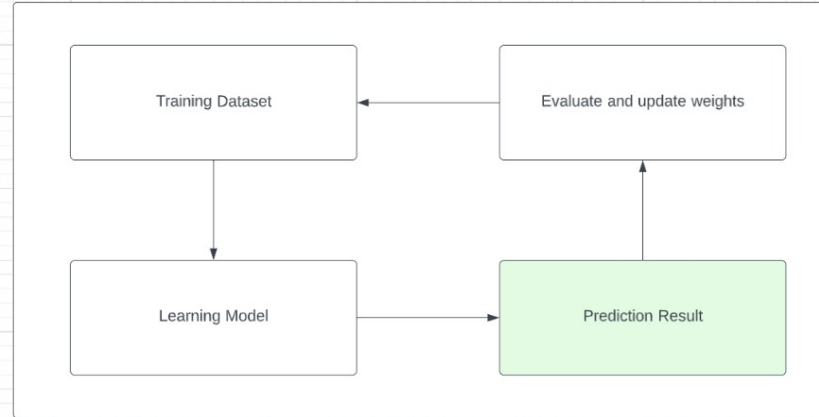 Training Dataset
Evaluate and update weights
Learning Model
Prediction Result